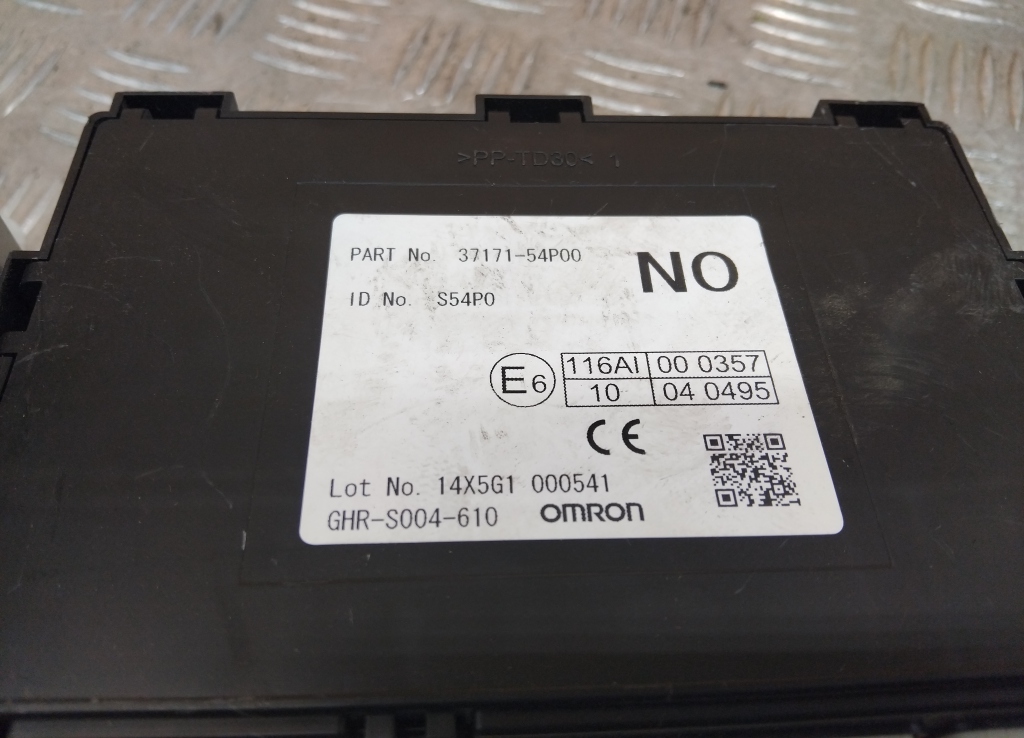 >PP-TD30< 1
PART No. 37171-54P00
NO
ID No. S54P0
E6 116AI 00 0357
10 04 0495
CE
Lot No. 14X5G1 000541
GHR-S004-610 OMRON